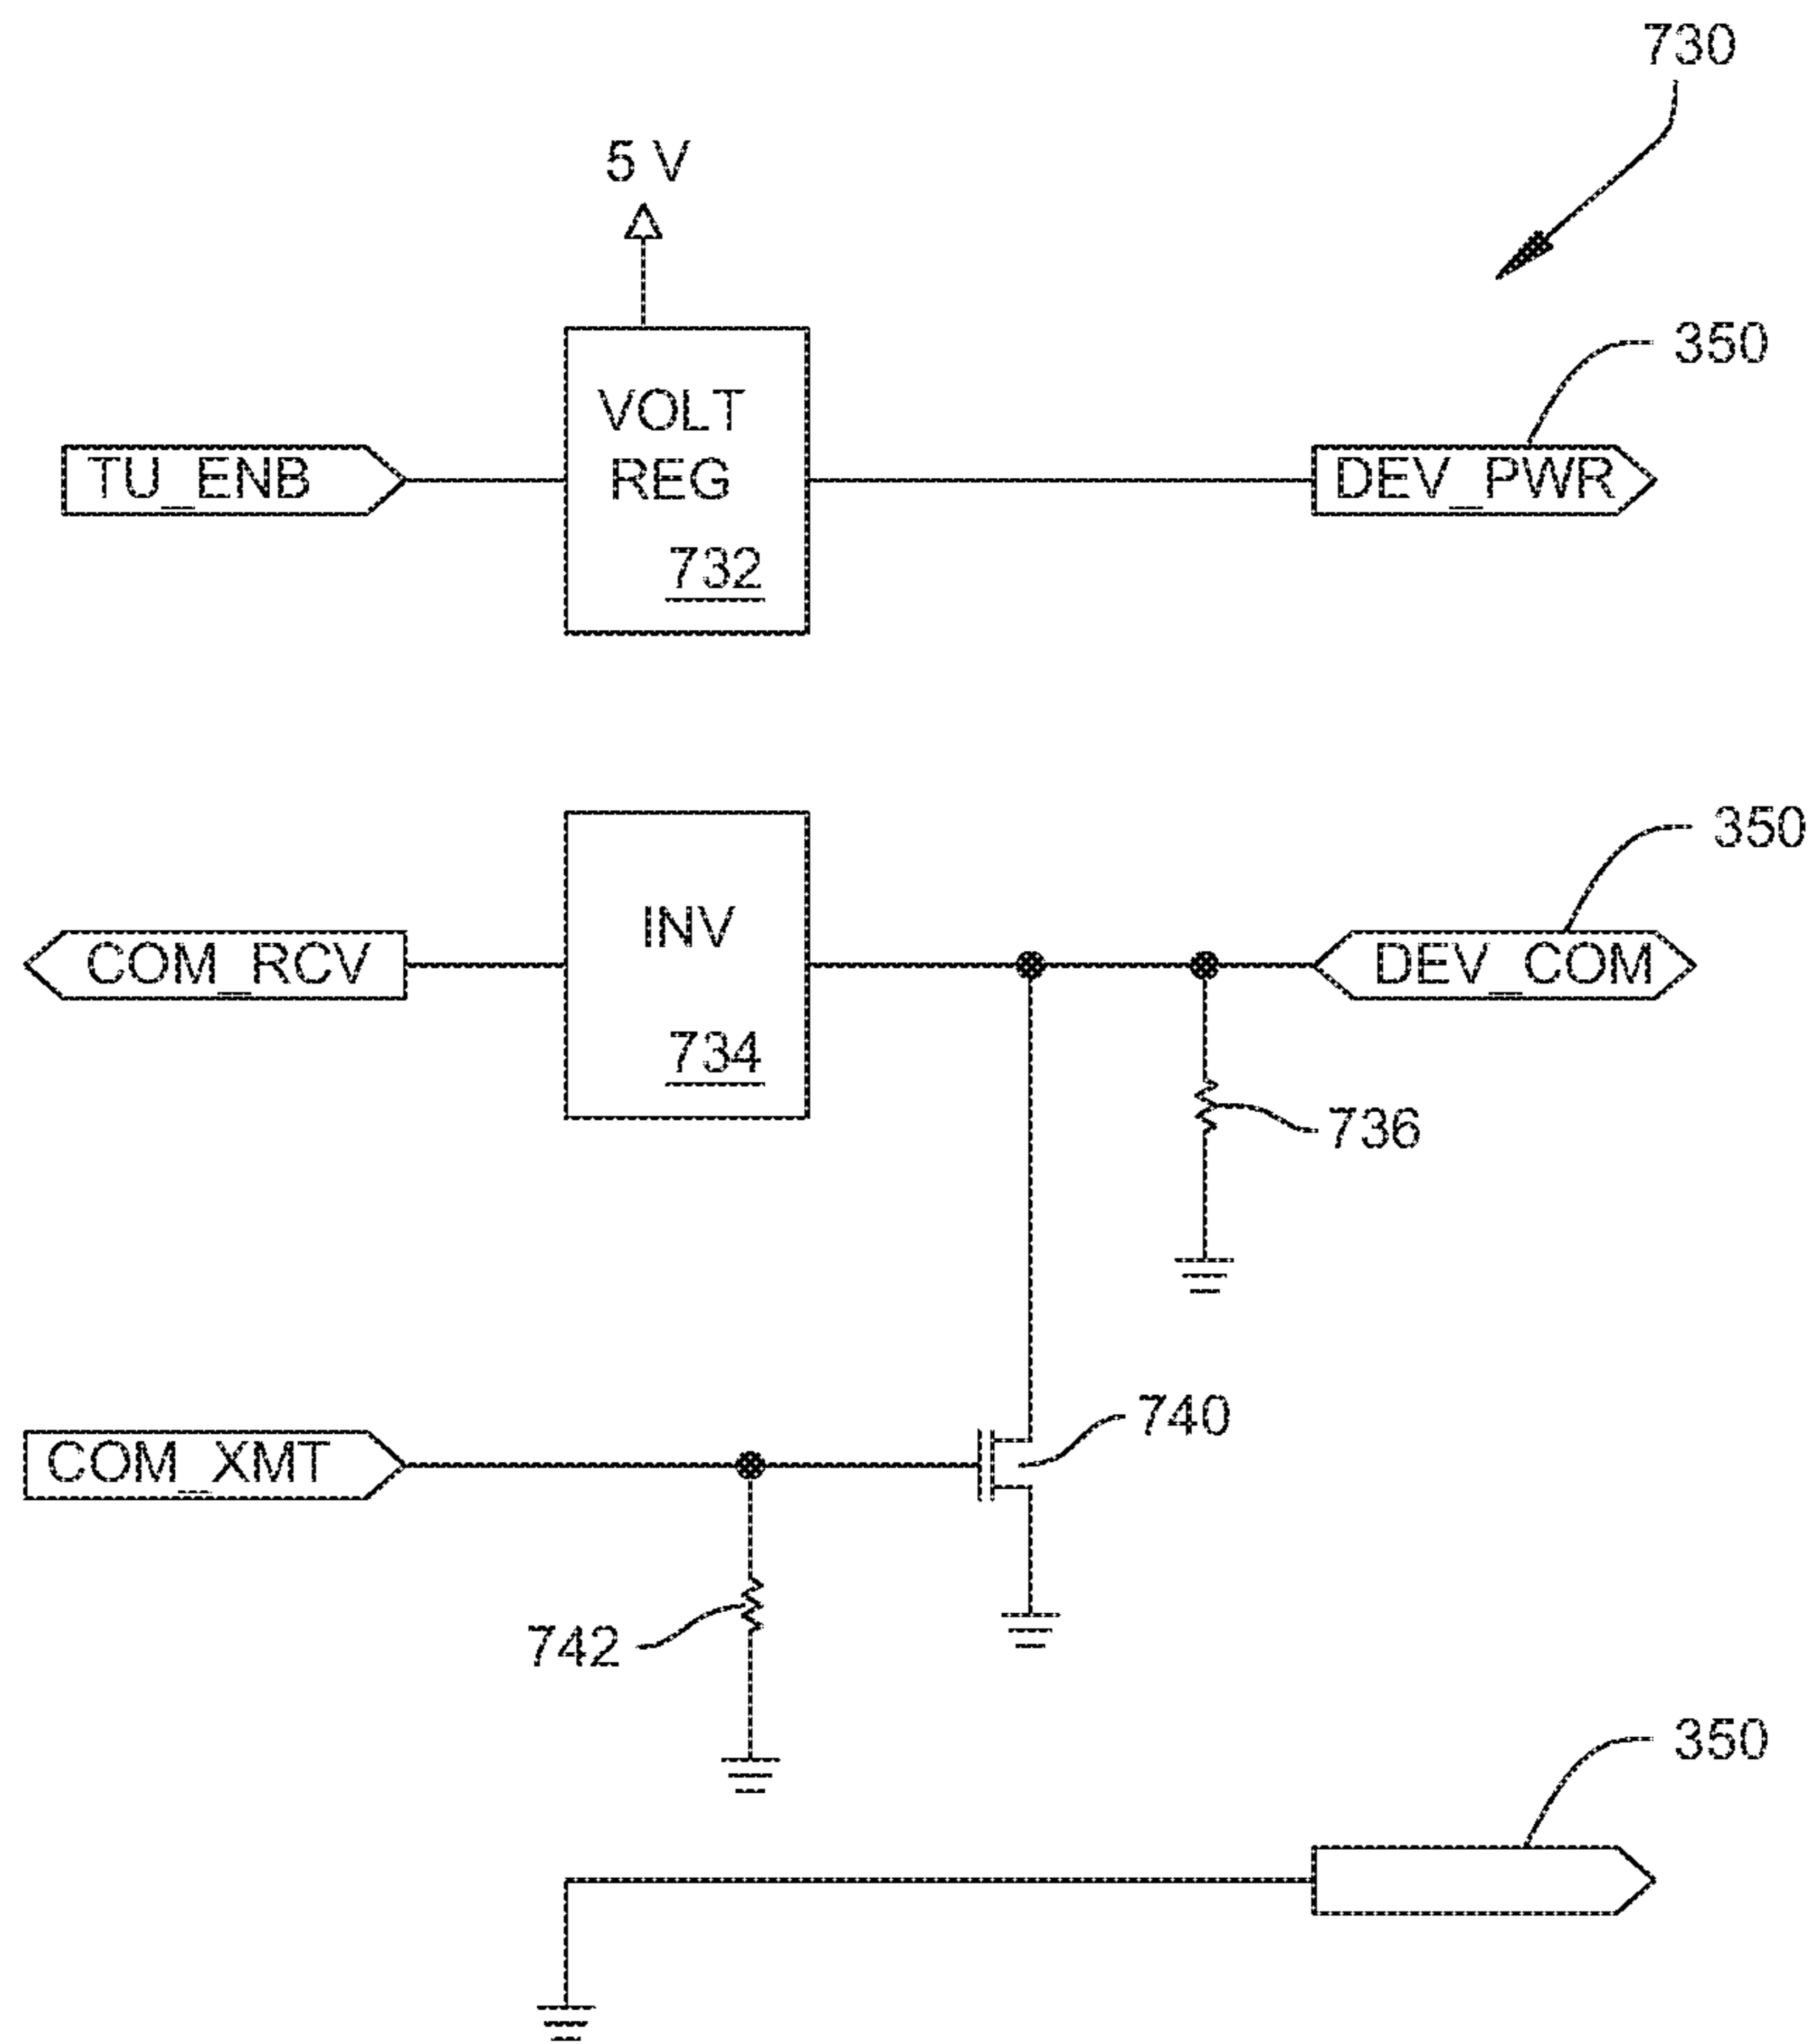 730
5 V
350
VOLT
REG
732
TU_ENB
DEV_PWR
350
INV
734
COM_RCV
DEV_COM
736
740
COM_XMT
742
350